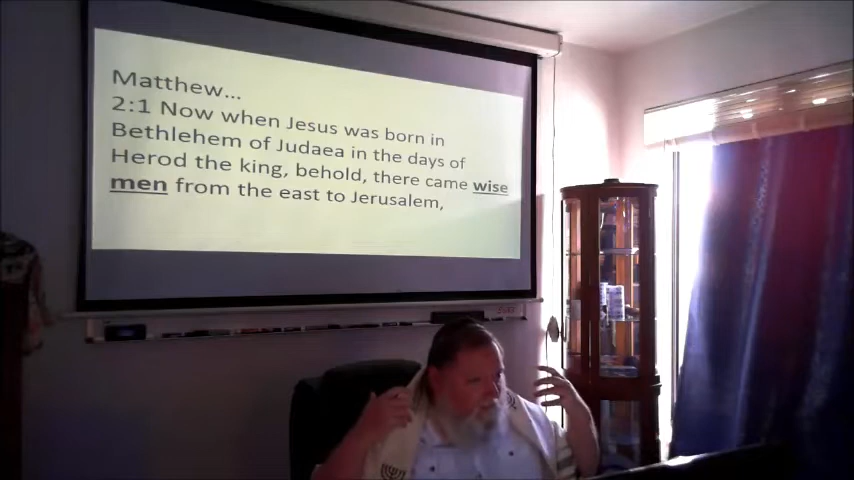 Matthew...
2:1 Now when Jesus was born in
Bethlehem of Judaea in the days of
Herod the king, behold, there came wise
men from the east to Jerusalem,